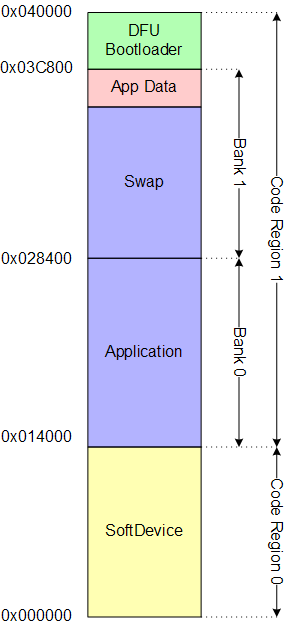 0x040000
DFU
Bootloader
0x03C800
App Data
Swap
Bank 1
Code Region 1
0x028400
Application
Bank 0
0x014000
SoftDevice
Code Region 0
0x000000